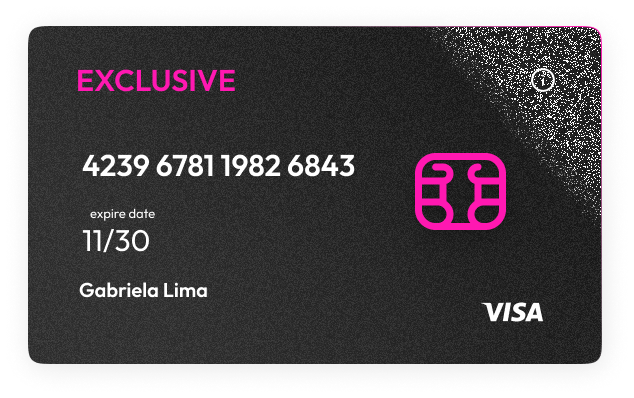 EXCLUSIVE
4239 6781 1982 6843
expire date
11/30
Gabriela Lima
VISA